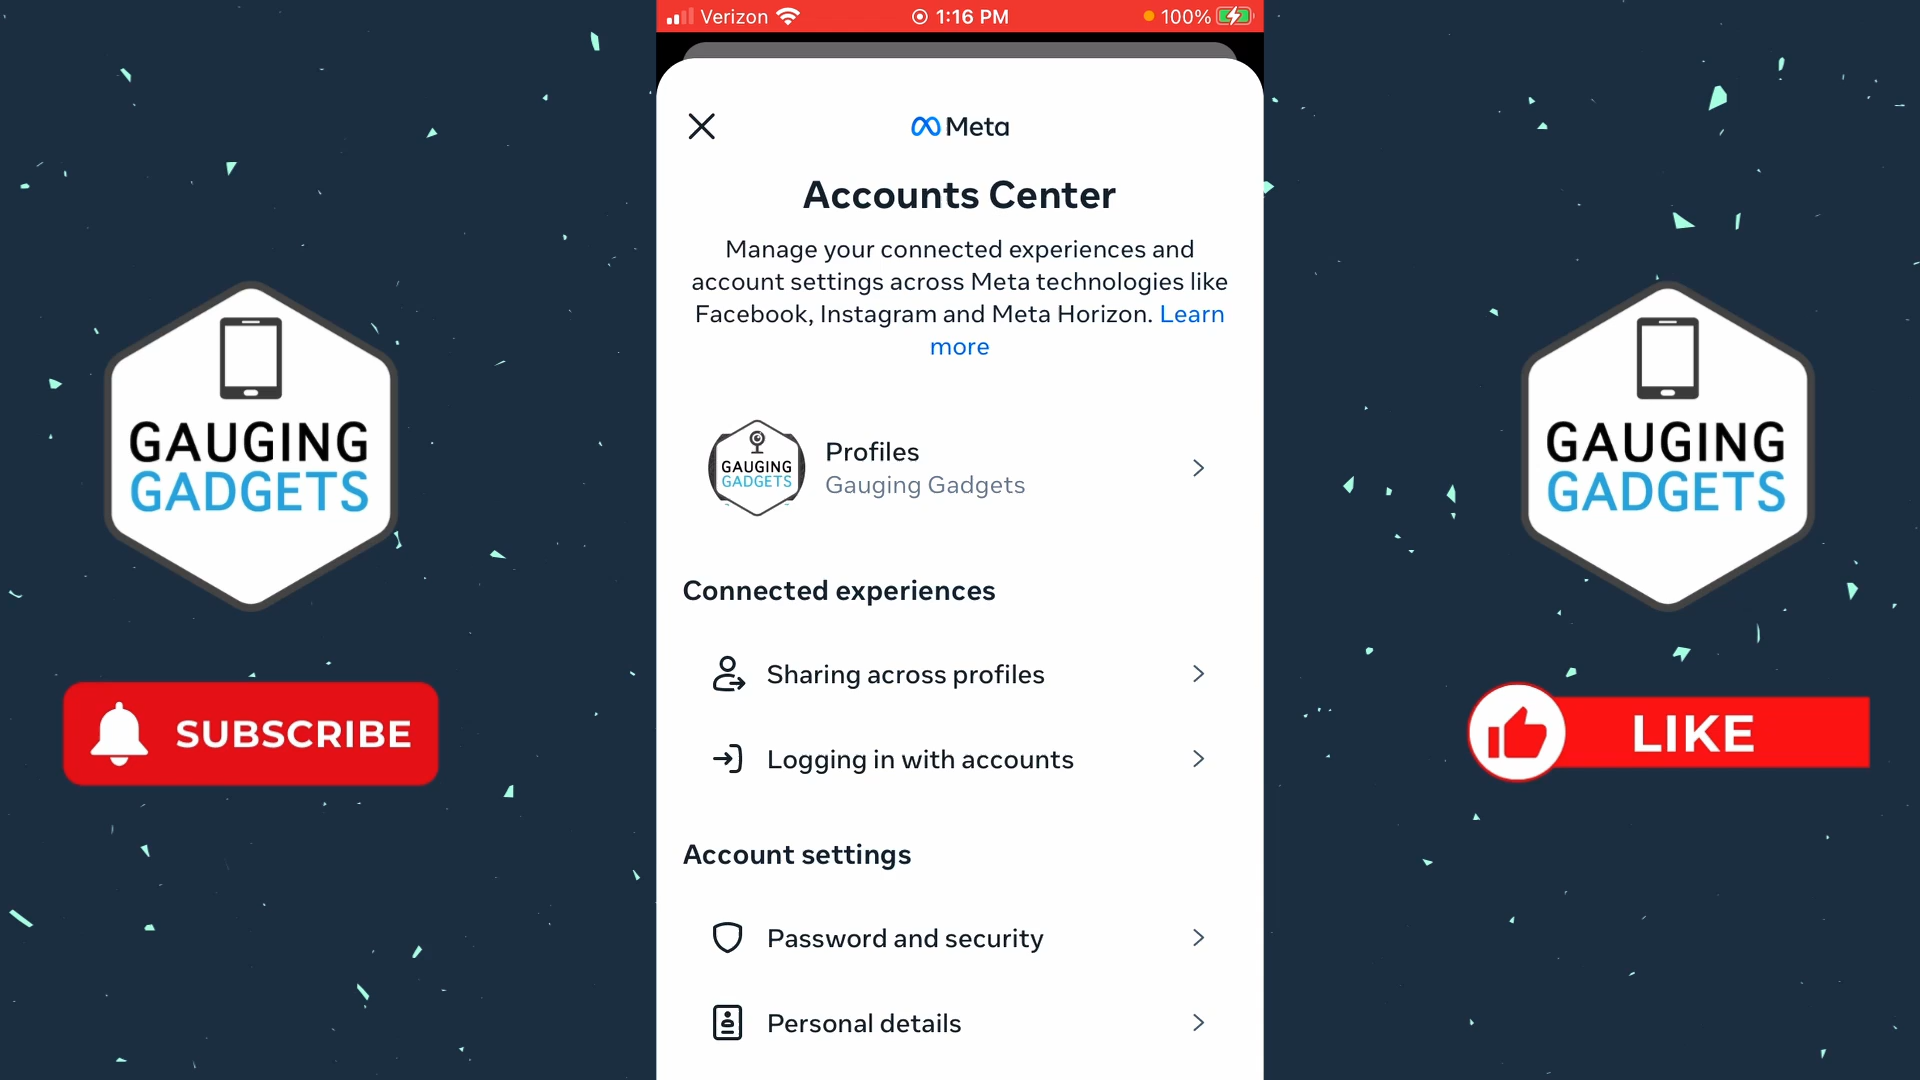 Verizon 1:16 PM 100%
Meta
Accounts Center
Manage your connected experiences and
account settings across Meta technologies like
Facebook, Instagram and Meta Horizon. Learn
more
GAUGING
GADGETS
Profiles
Gauging Gadgets
Connected experiences
Sharing across profiles
Logging in with accounts
Account settings
Password and security
Personal details
GAUGING
GADGETS
SUBSCRIBE
GAUGING
GADGETS
LIKE